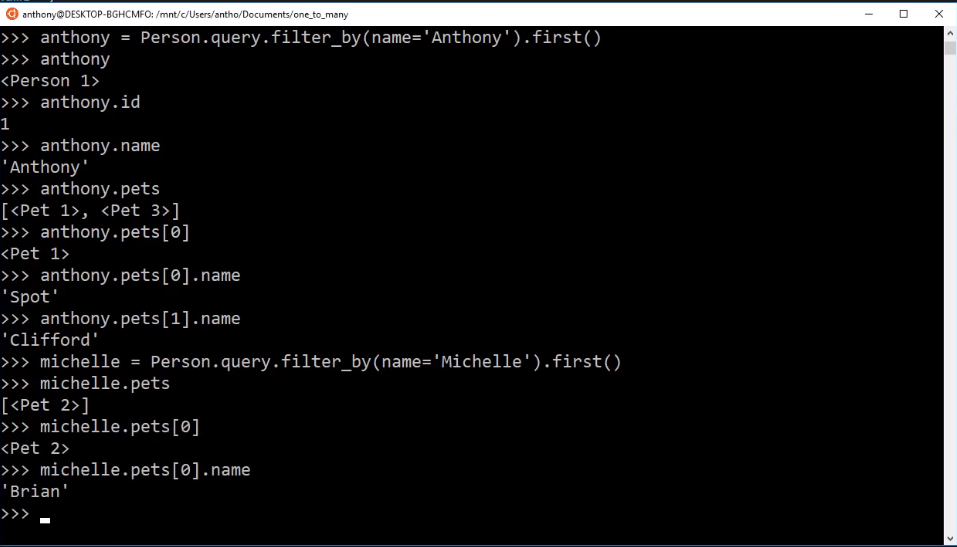 anthony@DESKTOP-BGHCMFO: /mnt/c/Users/antho/Documents/one_to_many
>>> anthony = Person.query.filter_by(name='Anthony').first()
>>> anthony
<Person 1>
>>> anthony.id
1
>>> anthony.name
'Anthony'
>>> anthony.pets
[<Pet 1>, <Pet 3>]
>>> anthony.pets[0]
<Pet 1>
>>> anthony.pets[0].name
'Spot'
>>> anthony.pets[1].name
'Clifford'
>>> michelle = Person.query.filter_by(name='Michelle').first()
>>> michelle.pets
[<Pet 2>]
>>> michelle.pets[0]
<Pet 2>
>>> michelle.pets[0].name
'Brian'
>>>